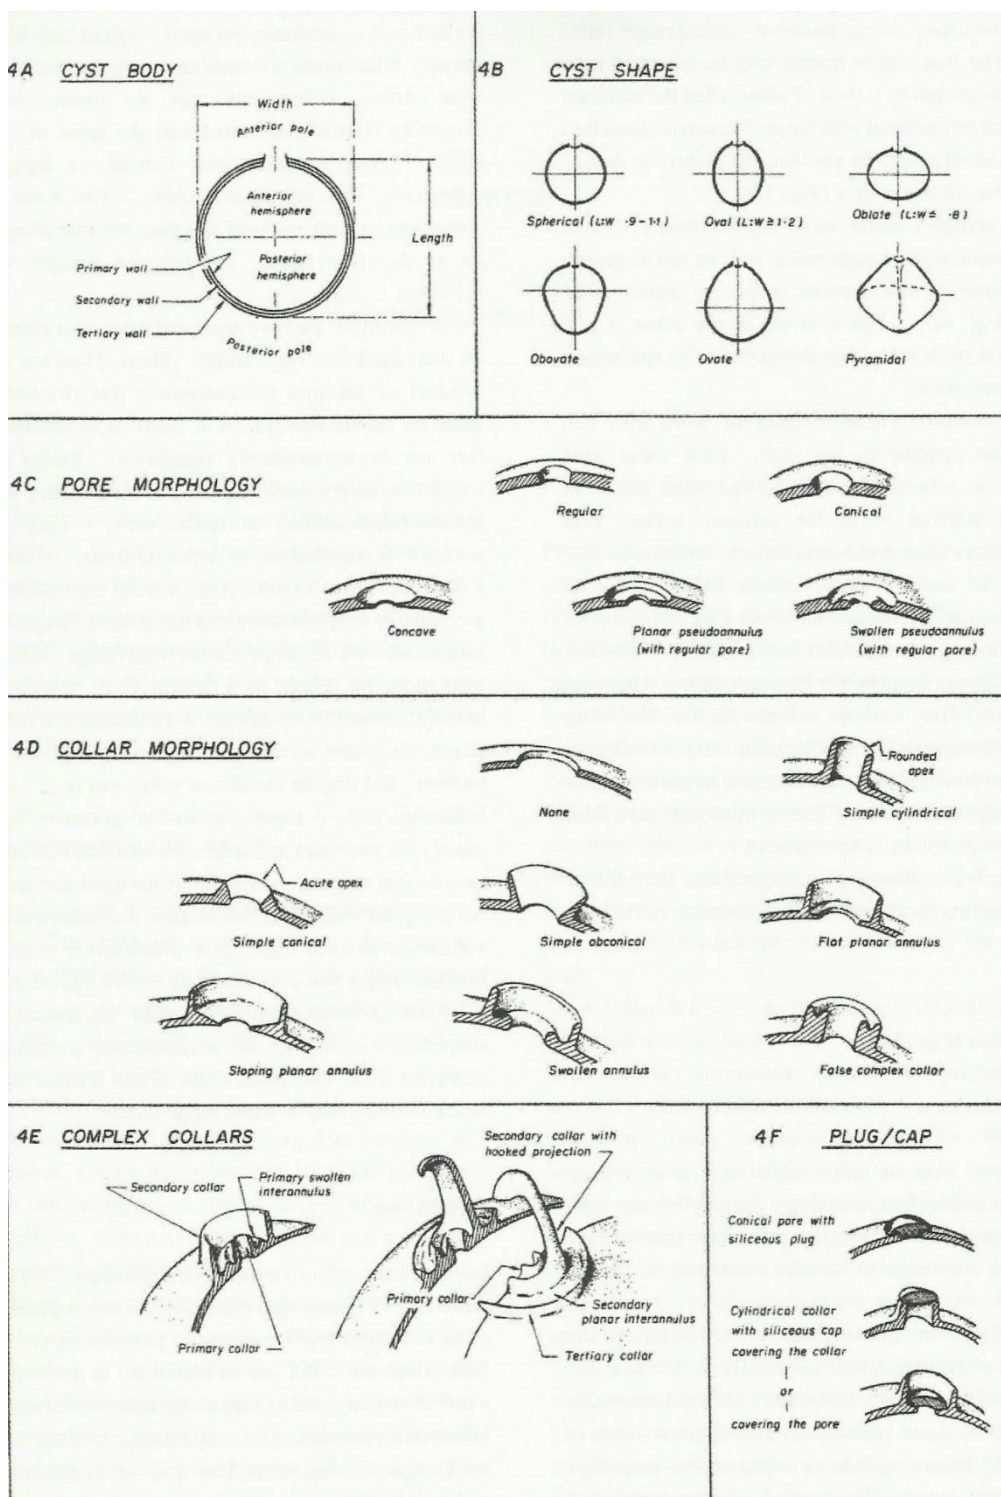 4A CYST BODY
Width
Anterior pole
Anterior
hemisphere
Length
Posterior
hemisphere
Primary wall
Secondary wall
Tertiary wall
Posterior pole
4B CYST SHAPE
Spherical (L:W ·9 - 1·1)
Oval (L:W ≥ 1·2)
Oblate (L:W ≤ ·8)
Obovate
Ovate
Pyramidal
4C PORE MORPHOLOGY
Regular
Conical
Concave
Planar pseudoannulus
(with regular pore)
Swollen pseudoannulus
(with regular pore)
4D COLLAR MORPHOLOGY
None
Rounded
apex
Simple cylindrical
Acute apex
Simple conical
Simple obconical
Flat planar annulus
Sloping planar annulus
Swollen annulus
False complex collar
4E COMPLEX COLLARS
Secondary collar
Primary swollen
interannulus
Primary collar
Secondary collar with
hooked projection
Primary collar
Secondary
planar interannulus
Tertiary collar
4F PLUG/CAP
Conical pore with
siliceous plug
Cylindrical collar
with siliceous cap
covering the collar
or
covering the pore